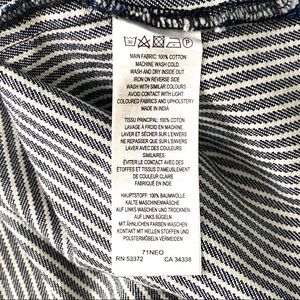 MAIN FABRIC: 100% COTTON
MACHINE WASH COLD
WASH AND DRY INSIDE OUT
IRON ON REVERSE SIDE
WASH WITH SIMILAR COLOURS
AVOID CONTACT WITH LIGHT
COLOURED FABRICS AND UPHOLSTERY
MADE IN INDIA
TISSU PRINCIPAL: 100% COTON
LAVAGE À FROID EN MACHINE
LAVER ET SÉCHER SUR L'ENVERS
NE REPASSER QUE SUR L'ENVERS
LAVER AVEC DES COULEURS
SIMILAIRES
ÉVITER LE CONTACT AVEC DES
ÉTOFFES ET TISSUS D'AMEUBLEMENT
DE COULEUR CLAIRE
FABRIQUÉ EN INDE
HAUPTSTOFF: 100% BAUMWOLLE
KALTE MASCHINENWÄSCHE
AUF LINKS WASCHEN UND TROCKNEN
AUF LINKS BÜGELN
MIT ÄHNLICHEN FARBEN WASCHEN
KONTAKT MIT HELLEN STOFFEN UND
POLSTERMÖBELN VERMEIDEN
71NEO
RN 53372 CA 34338